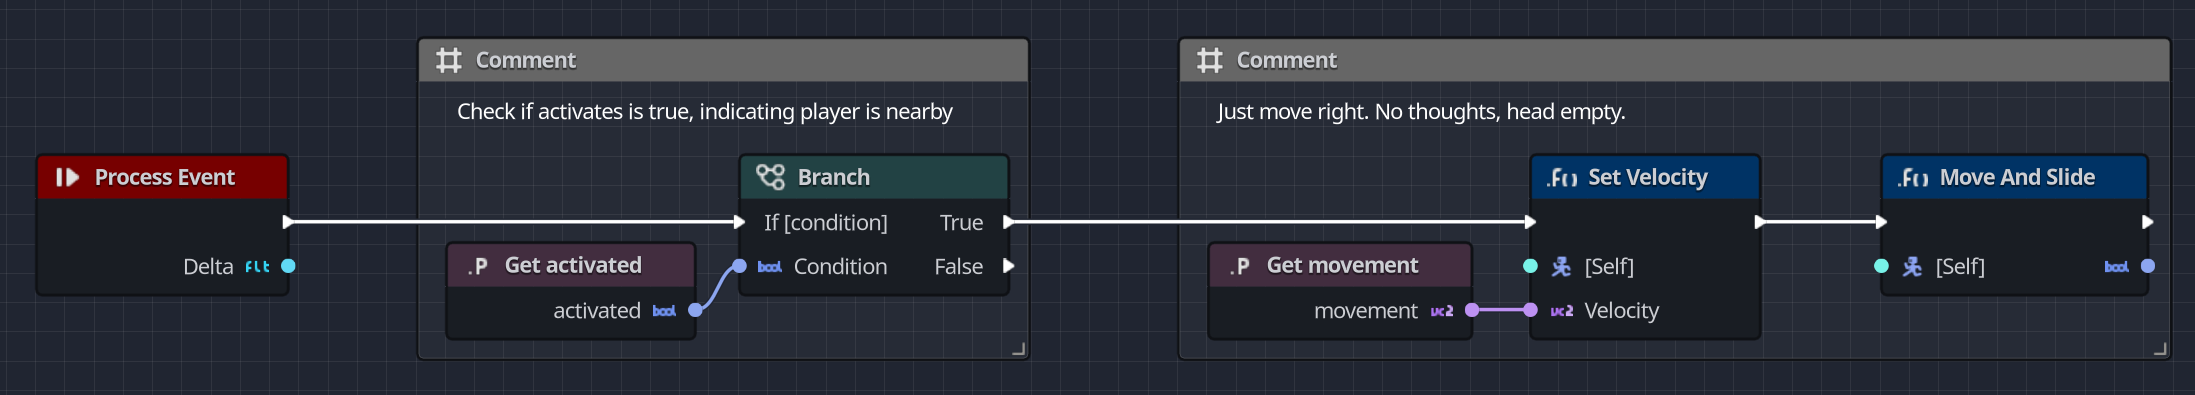 Comment
Check if activates is true, indicating player is nearby
Process Event
Delta flt
Branch
If [condition] True
bool Condition False
.P Get activated
activated bool
Comment
Just move right. No thoughts, head empty.
.P Get movement
movement vc2
.F() Set Velocity
[Self]
vc2 Velocity
.F() Move And Slide
[Self] bool